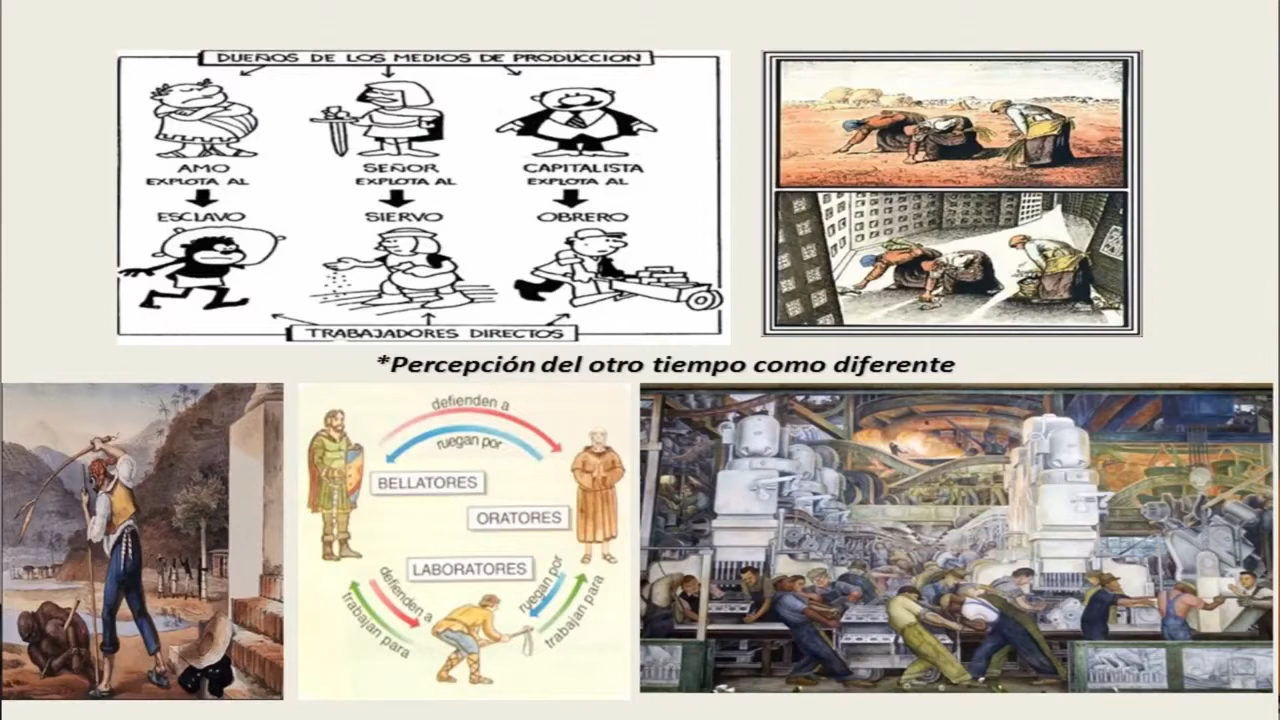 DUEÑOS DE LOS MEDIOS DE PRODUCCION
AMO SEÑOR CAPITALISTA
EXPLOTA AL EXPLOTA AL EXPLOTA AL
ESCLAVO SIERVO OBRERO
TRABAJADORES DIRECTOS
*Percepción del otro tiempo como diferente
defienden a
ruegan por
BELLATORES
ORATORES
LABORATORES
defienden a
trabajan para
ruegan por
trabajan para